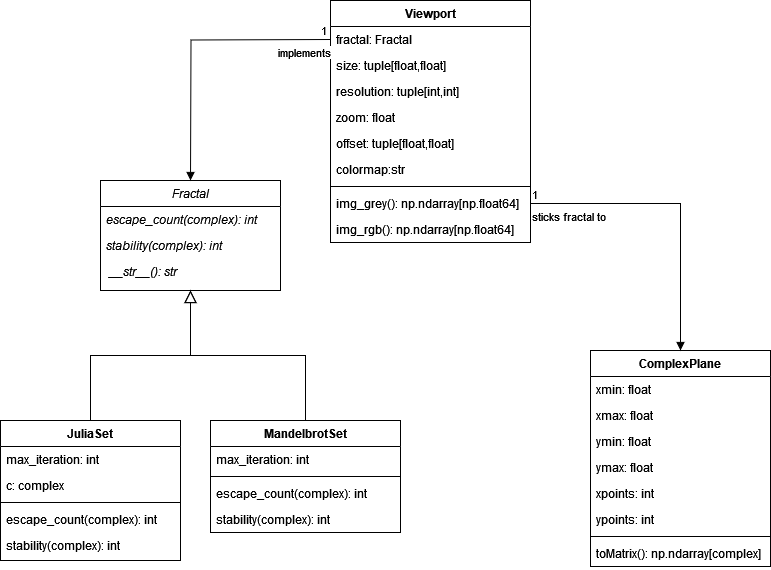 Viewport
fractal: Fractal
size: tuple[float,float]
resolution: tuple[int,int]
zoom: float
offset: tuple[float,float]
colormap:str
img_grey(): np.ndarray[np.float64]
img_rgb(): np.ndarray[np.float64]
1
implements
1
sticks fractal to
Fractal
escape_count(complex): int
stability(complex): int
__str__(): str
JuliaSet
max_iteration: int
c: complex
escape_count(complex): int
stability(complex): int
MandelbrotSet
max_iteration: int
escape_count(complex): int
stability(complex): int
ComplexPlane
xmin: float
xmax: float
ymin: float
ymax: float
xpoints: int
ypoints: int
toMatrix(): np.ndarray[complex]